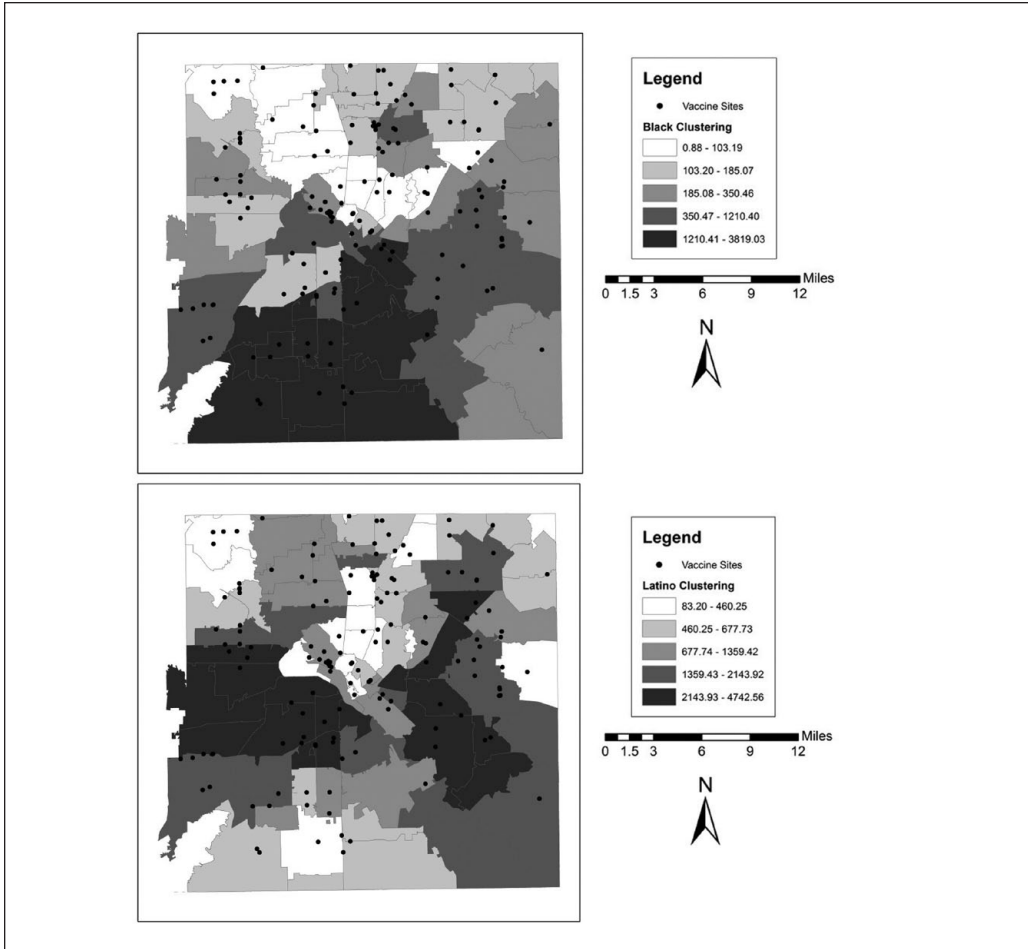 Legend
Vaccine Sites
Black Clustering
0.88 - 103.19
103.20 - 185.07
185.08 - 350.46
350.47 - 1210.40
1210.41 - 3819.03
Miles
0 1.5 3 6 9 12
N
Legend
Vaccine Sites
Latino Clustering
83.20 - 460.25
460.25 - 677.73
677.74 - 1359.42
1359.43 - 2143.92
2143.93 - 4742.56
Miles
0 1.5 3 6 9 12
N